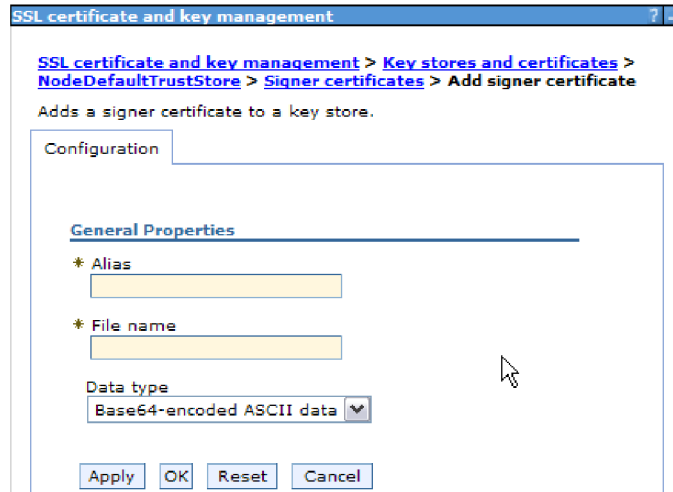 SSL certificate and key management ? -
SSL certificate and key management > Key stores and certificates >
NodeDefaultTrustStore > Signer certificates > Add signer certificate
Adds a signer certificate to a key store.
Configuration
General Properties
* Alias
* File name
Data type
Base64-encoded ASCII data
Apply OK Reset Cancel